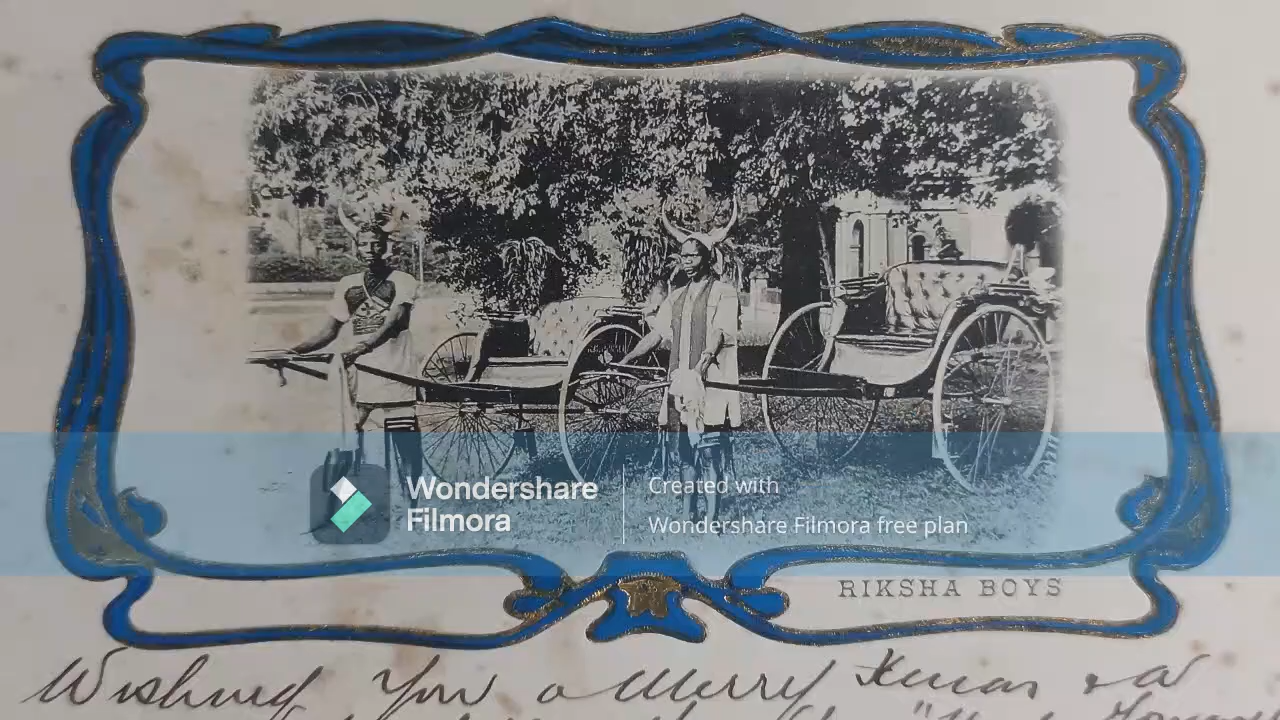 Wondershare
Filmora
Created with
Wondershare Filmora free plan
RIKSHA BOYS
Wishing You a Merry Xmas & a